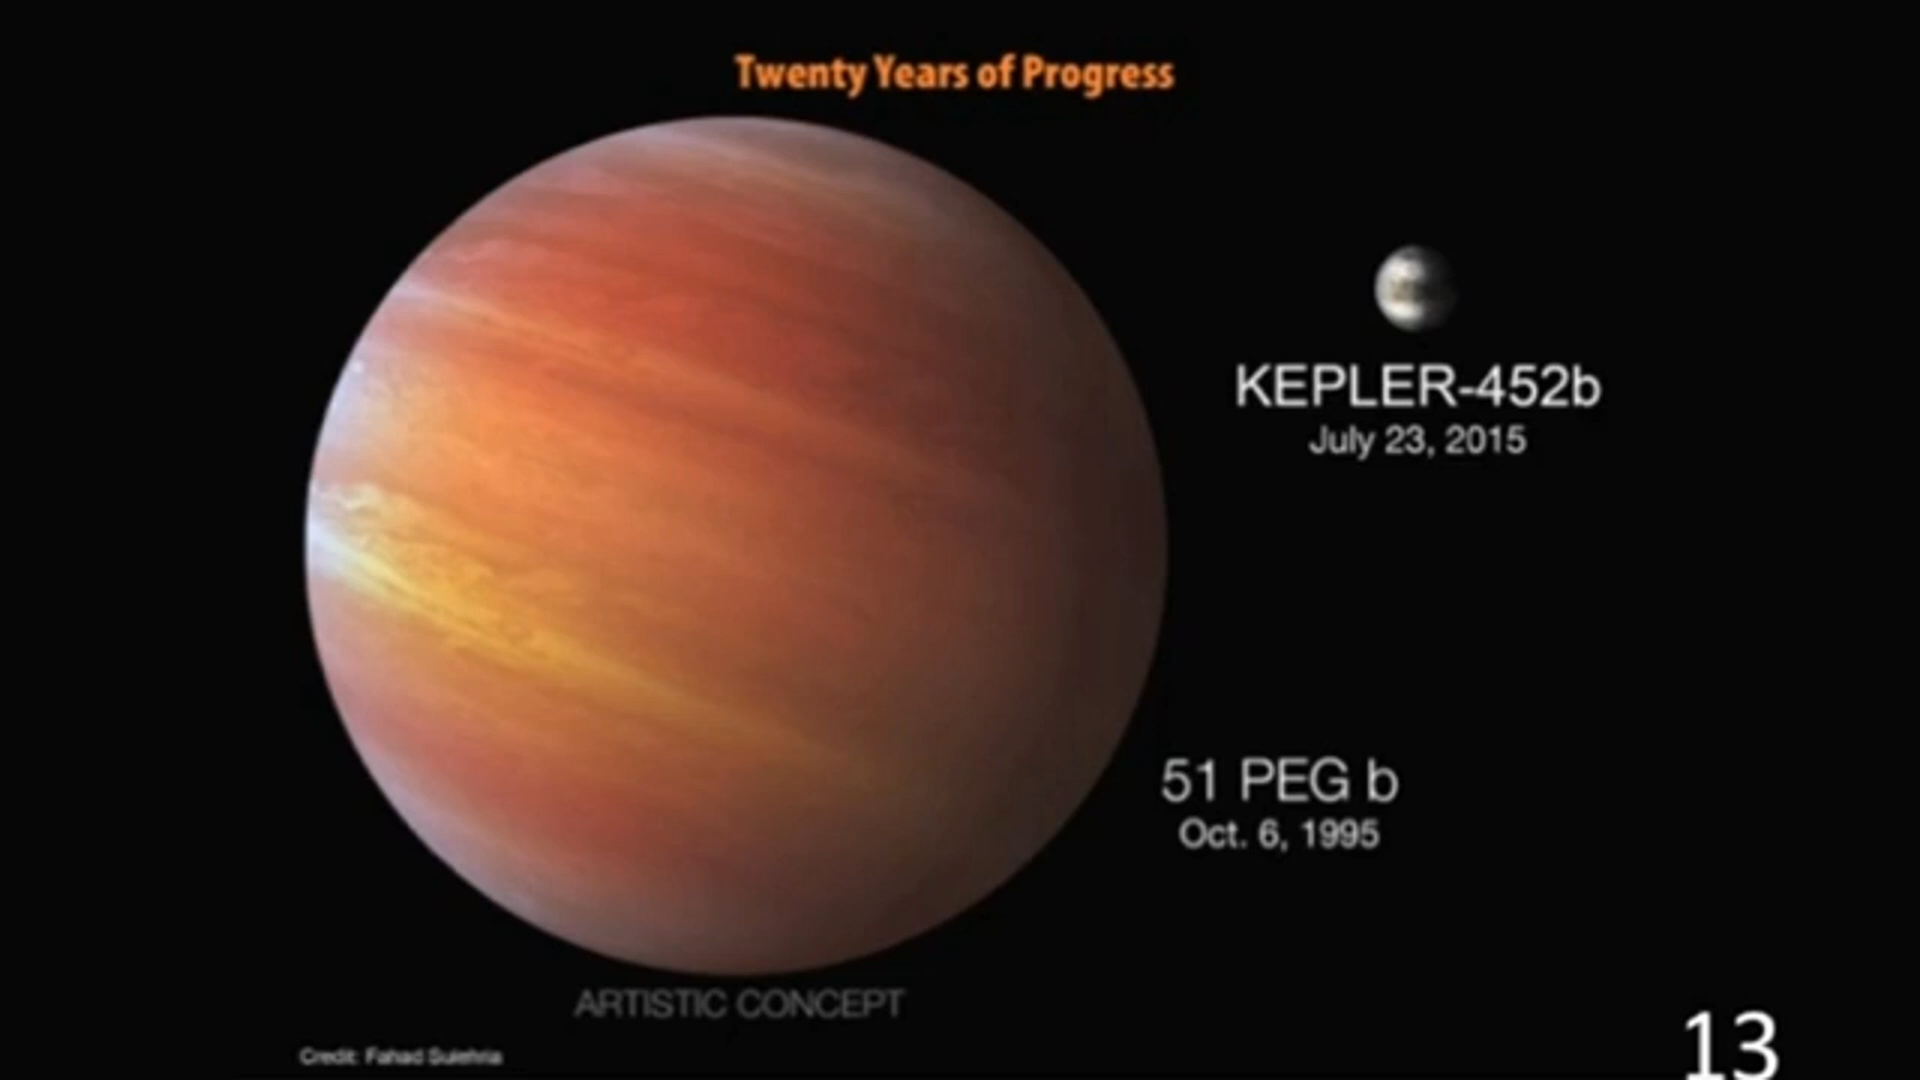 Twenty Years of Progress
KEPLER-452b
July 23, 2015
51 PEG b
Oct. 6, 1995
ARTISTIC CONCEPT
Credit: Fahad Sulehria
13